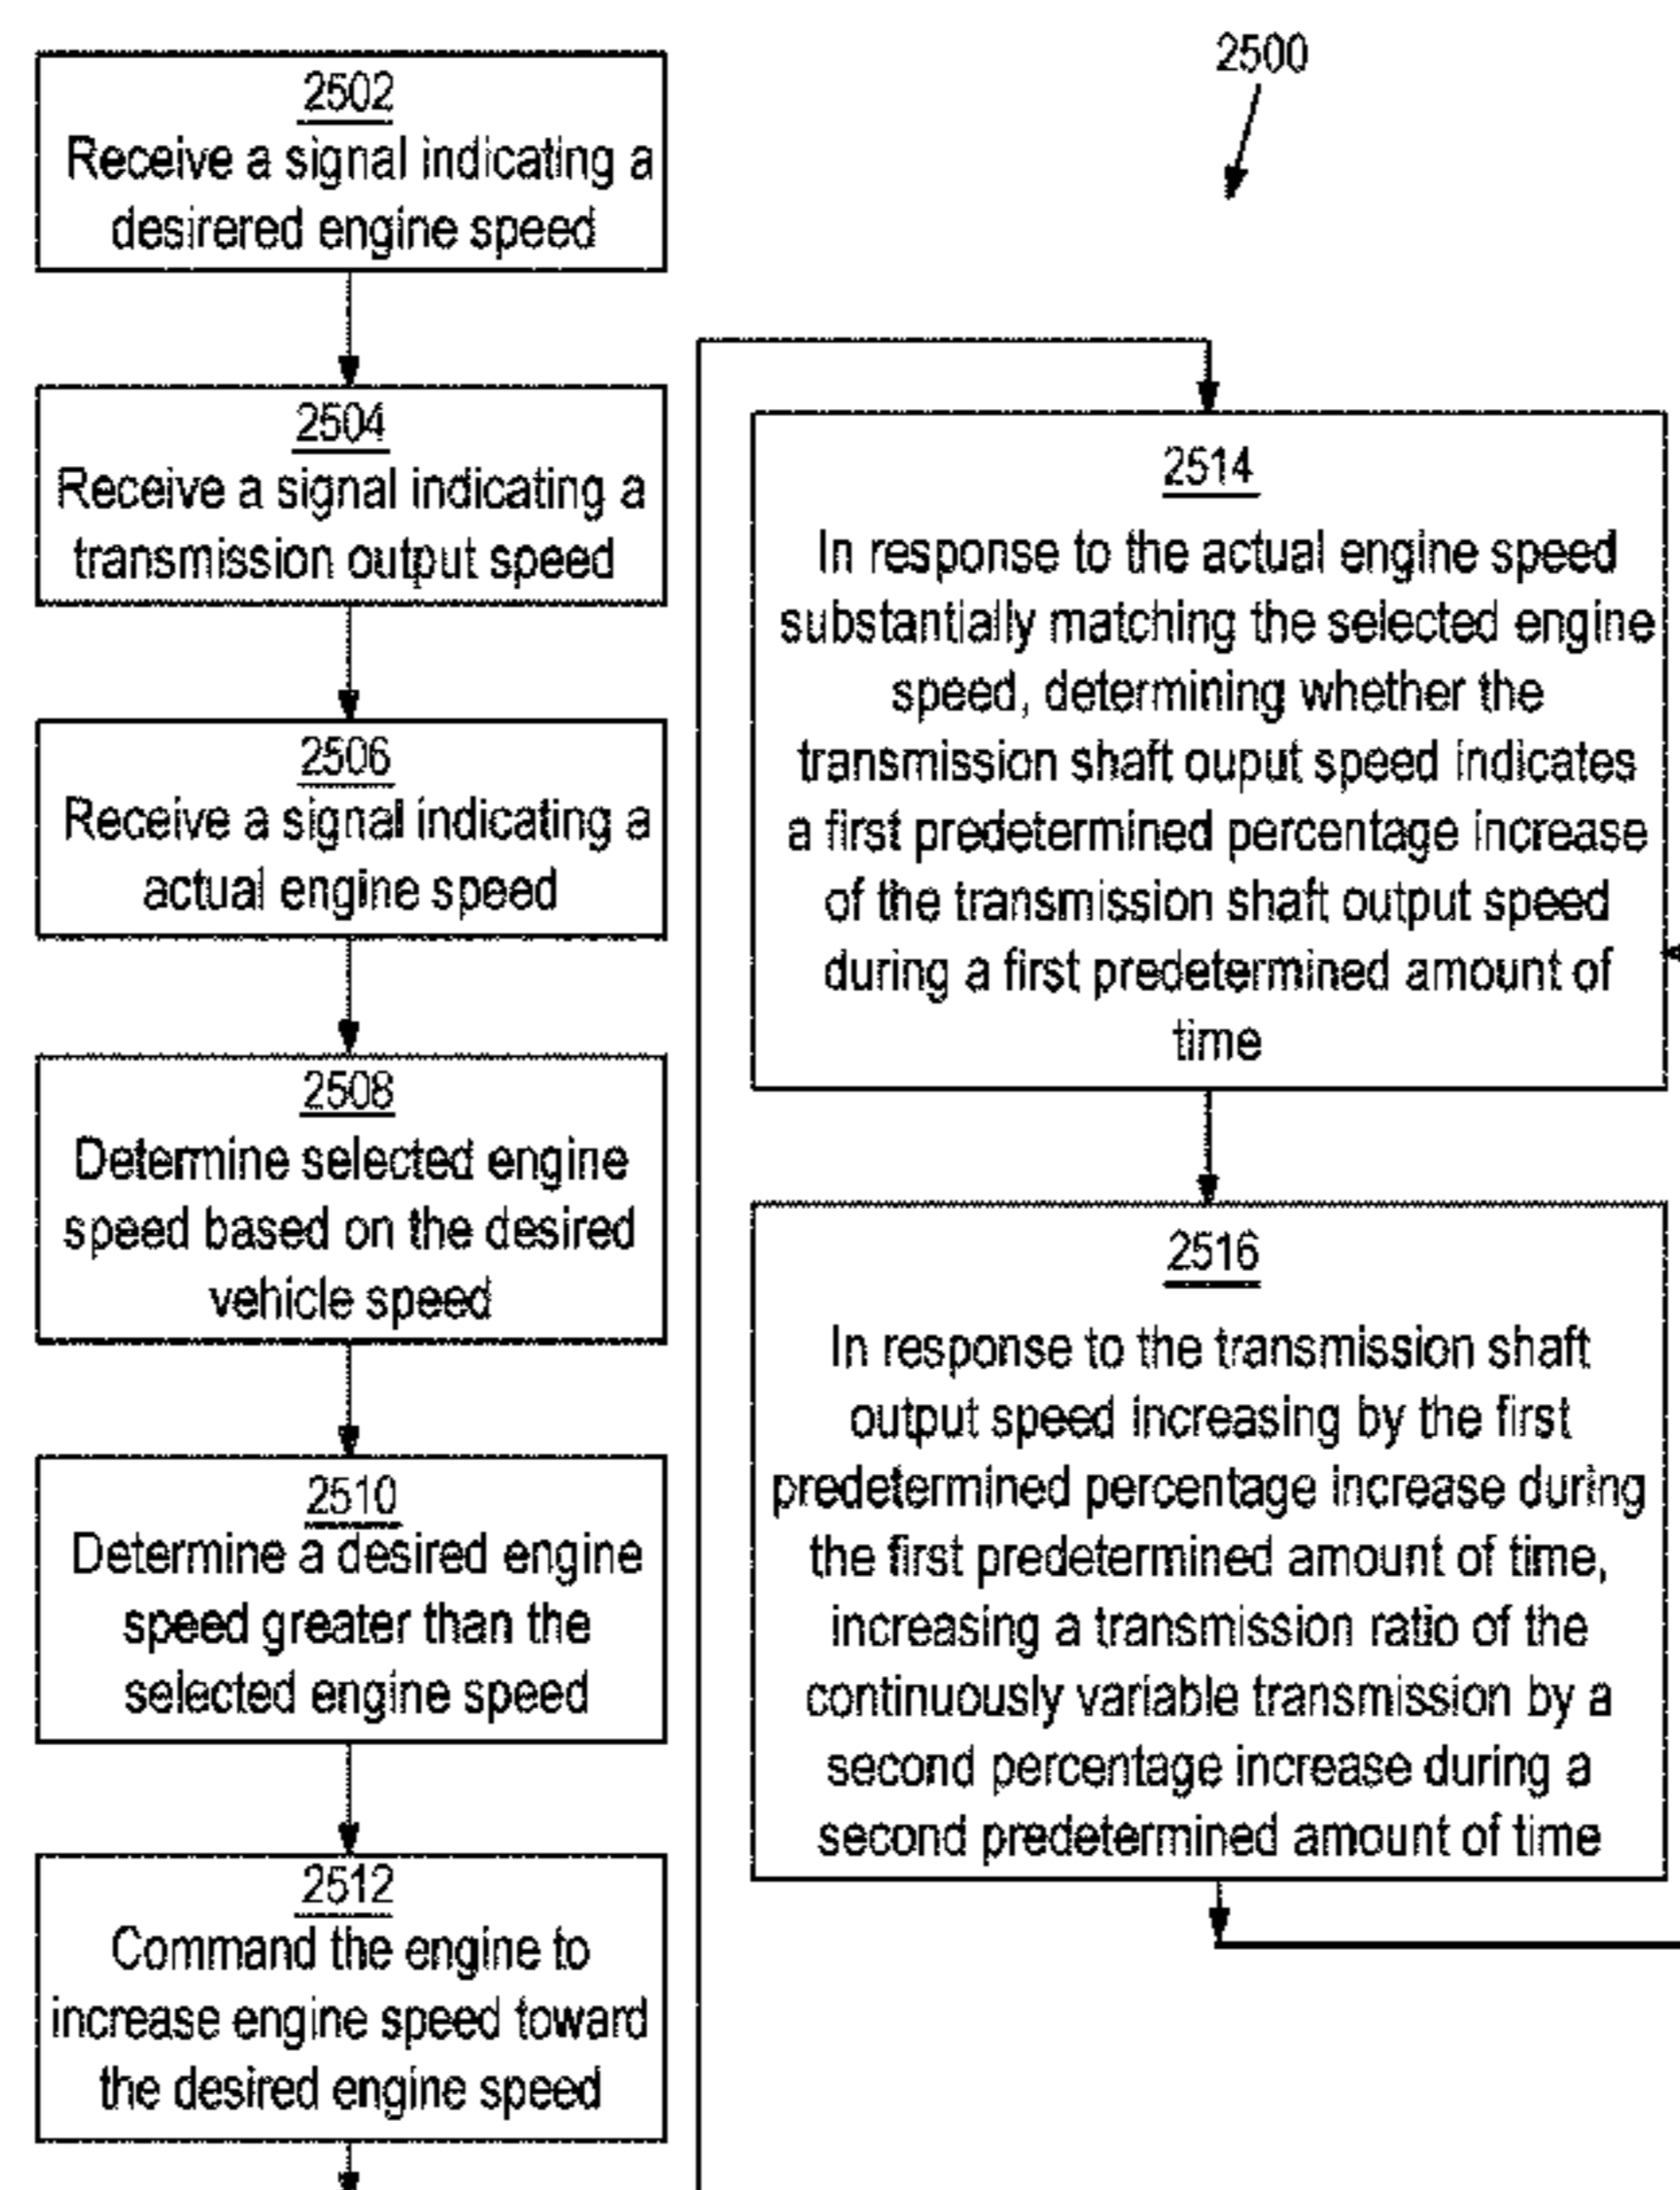 2500
2502
Receive a signal indicating a
desirered engine speed
2504
Receive a signal indicating a
transmission output speed
2506
Receive a signal indicating a
actual engine speed
2508
Determine selected engine
speed based on the desired
vehicle speed
2510
Determine a desired engine
speed greater than the
selected engine speed
2512
Command the engine to
increase engine speed toward
the desired engine speed
2514
In response to the actual engine speed
substantially matching the selected engine
speed, determining whether the
transmission shaft ouput speed indicates
a first predetermined percentage increase
of the transmission shaft output speed
during a first predetermined amount of
time
2516
In response to the transmission shaft
output speed increasing by the first
predetermined percentage increase during
the first predetermined amount of time,
increasing a transmission ratio of the
continuously variable transmission by a
second percentage increase during a
second predetermined amount of time